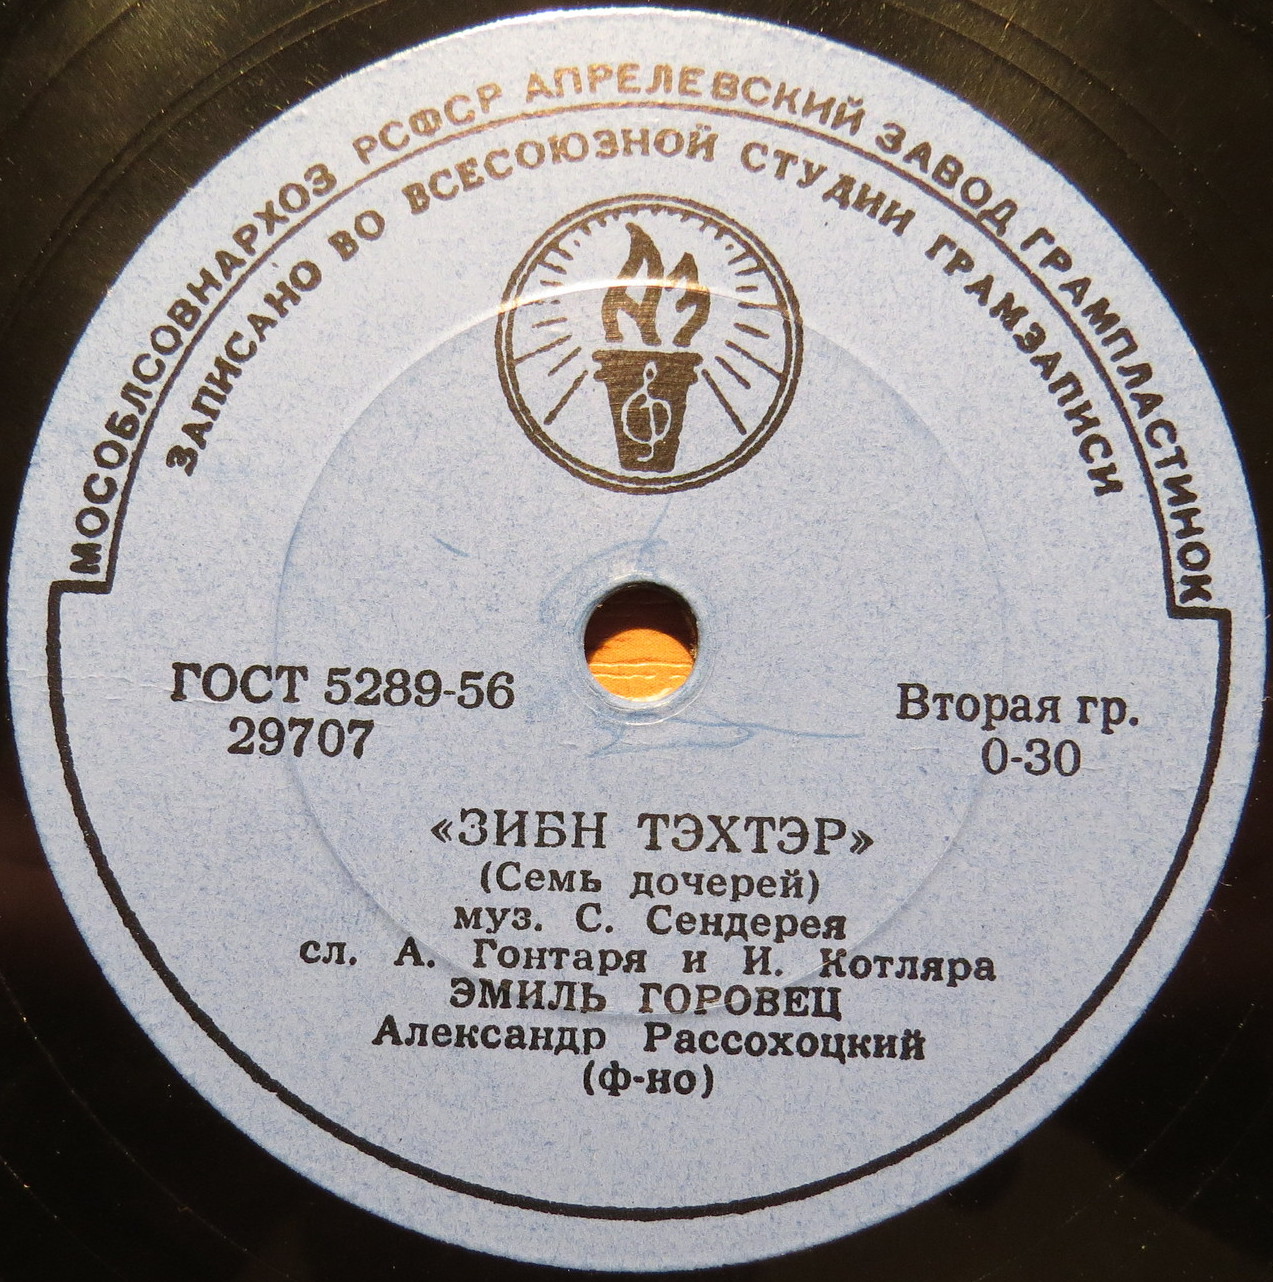 МОСОБЛСОВНАРХОЗ РСФСР АПРЕЛЕВСКИЙ ЗАВОД ГРАМПЛАСТИНОК
ЗАПИСАНО ВО ВСЕСОЮЗНОЙ СТУДИИ ГРАМЗАПИСИ
ГОСТ 5289-56
29707
Вторая гр.
0-30
«ЗИБН ТЭХТЭР»
(Семь дочерей)
муз. С. Сендерея
сл. А. Гонтаря и И. Котляра
ЭМИЛЬ ГОРОВЕЦ
Александр Рассохоцкий
(ф-но)